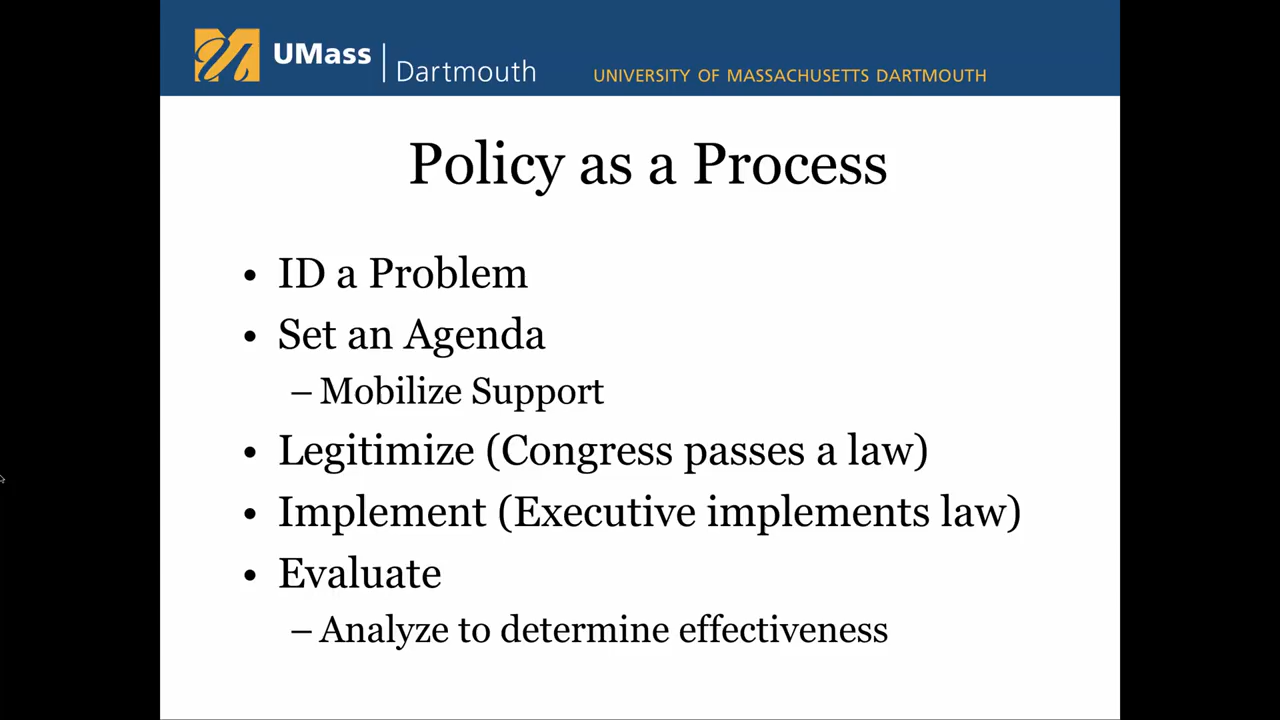 UMass | Dartmouth
UNIVERSITY OF MASSACHUSETTS DARTMOUTH
Policy as a Process
• ID a Problem
• Set an Agenda
– Mobilize Support
• Legitimize (Congress passes a law)
• Implement (Executive implements law)
• Evaluate
– Analyze to determine effectiveness